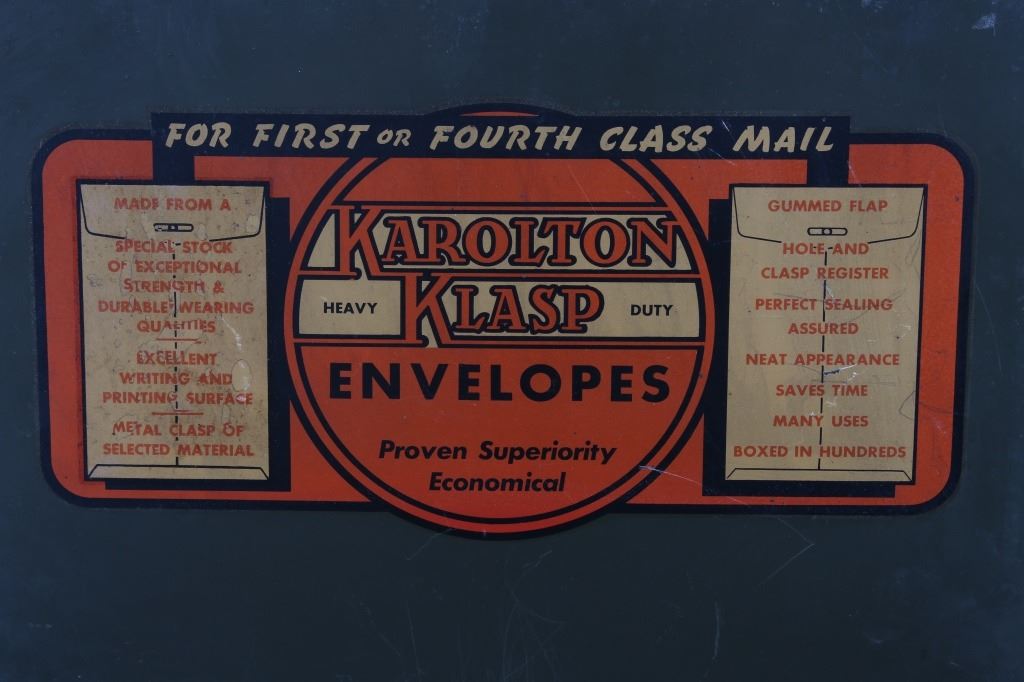 FOR FIRST OR FOURTH CLASS MAIL
MADE FROM A
SPECIAL STOCK
OF EXCEPTIONAL
STRENGTH &
DURABLE WEARING
QUALITIES
EXCELLENT
WRITING AND
PRINTING SURFACE
METAL CLASP OF
SELECTED MATERIAL
KAROLTON
HEAVY KLASP DUTY
ENVELOPES
Proven Superiority
Economical
GUMMED FLAP
HOLE AND
CLASP REGISTER
PERFECT SEALING
ASSURED
NEAT APPEARANCE
SAVES TIME
MANY USES
BOXED IN HUNDREDS